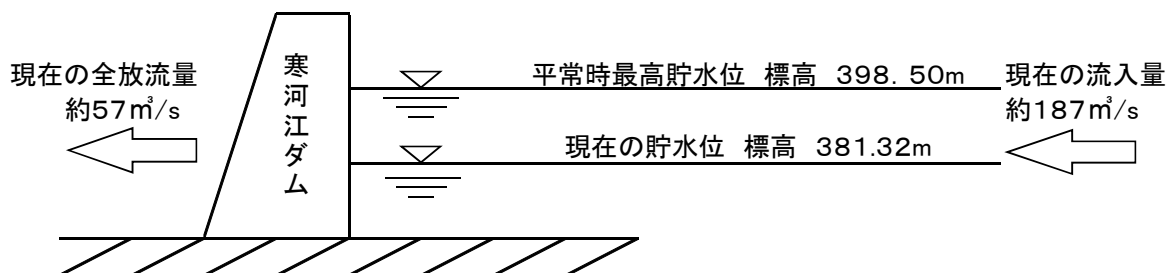 現在の全放流量
約57㎥/s
寒河江ダム
平常時最高貯水位 標高 398.50m
現在の貯水位 標高 381.32m
現在の流入量
約187㎥/s